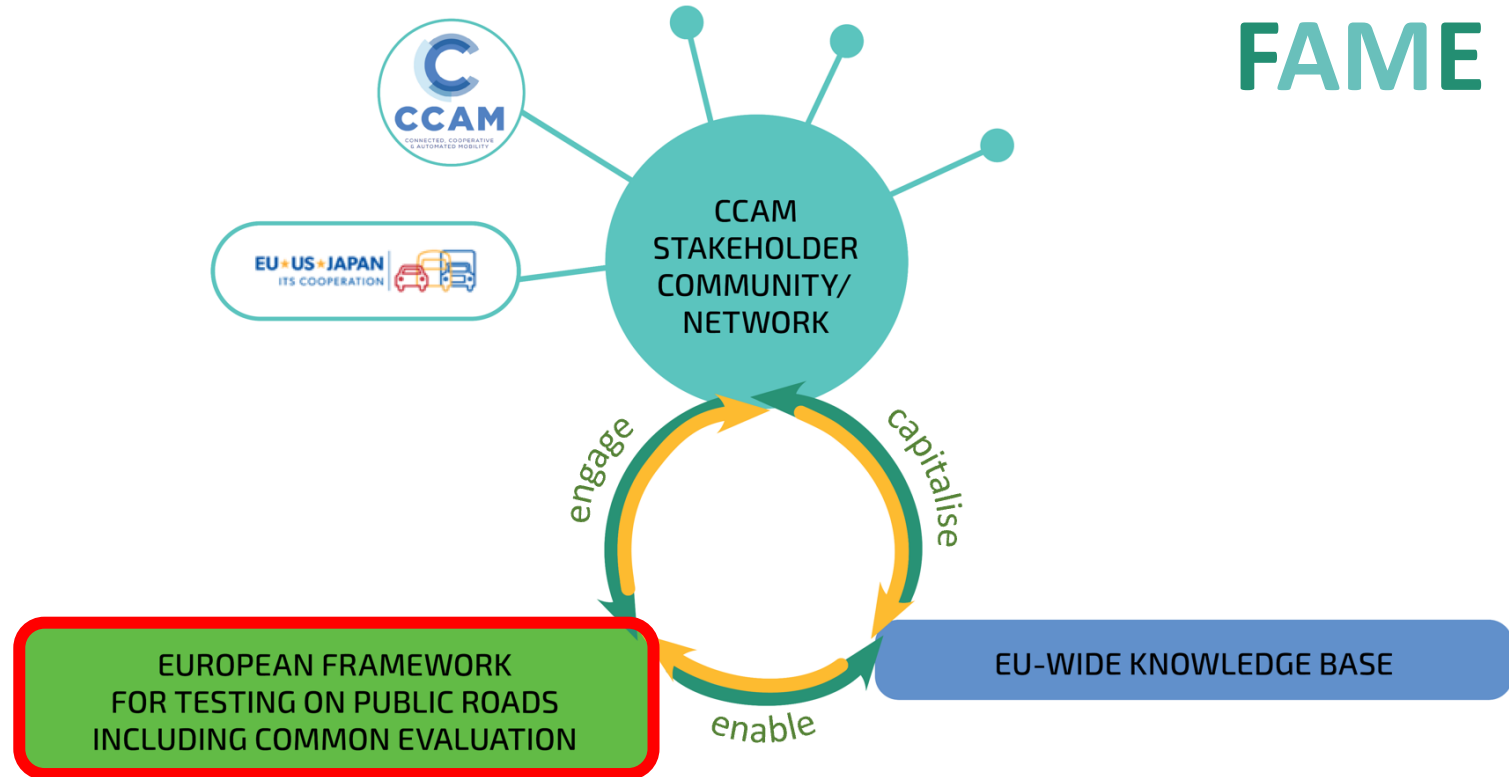 FAME
CCAM
CONNECTED, COOPERATIVE
& AUTOMATED MOBILITY
CCAM
STAKEHOLDER
COMMUNITY/
NETWORK
EU★US★JAPAN
ITS COOPERATION
engage
capitalise
enable
EUROPEAN FRAMEWORK
FOR TESTING ON PUBLIC ROADS
INCLUDING COMMON EVALUATION
EU-WIDE KNOWLEDGE BASE